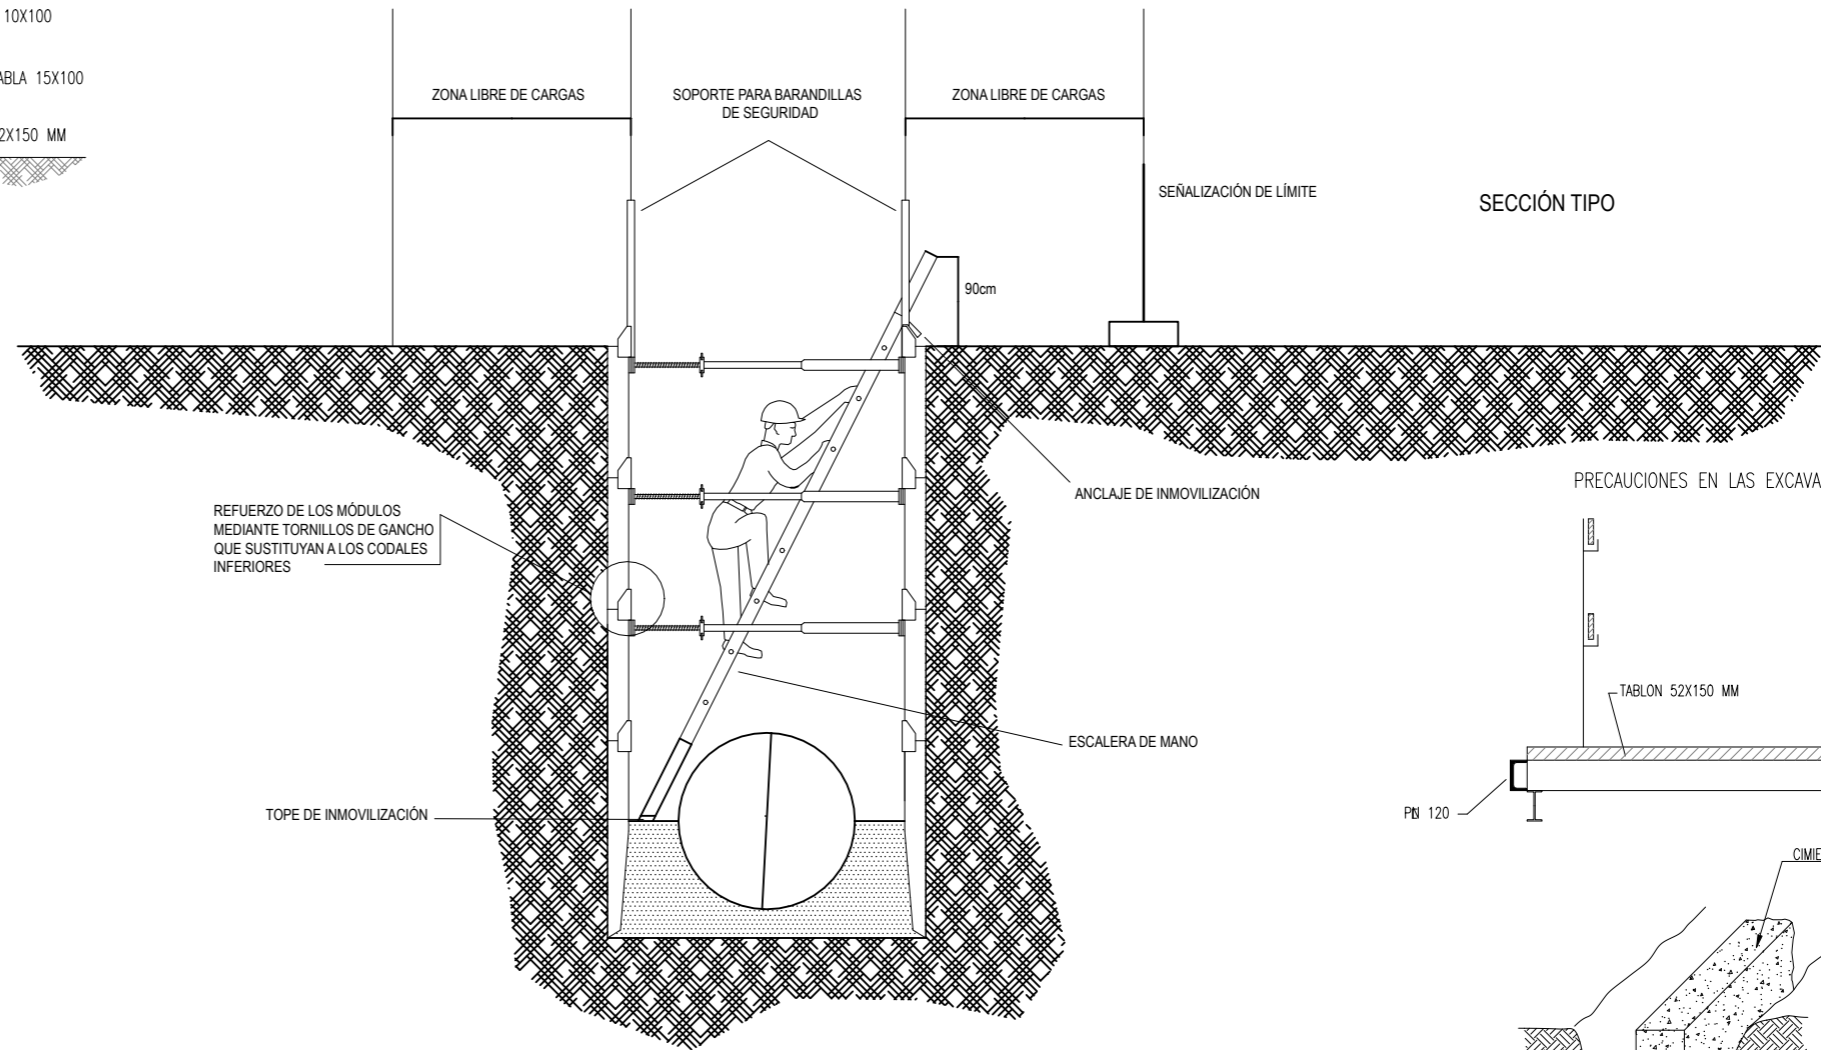 10X100
ABLA 15X100
2X150 MM
ZONA LIBRE DE CARGAS
SOPORTE PARA BARANDILLAS
DE SEGURIDAD
ZONA LIBRE DE CARGAS
SEÑALIZACIÓN DE LÍMITE
SECCIÓN TIPO
90cm
ANCLAJE DE INMOVILIZACIÓN
PRECAUCIONES EN LAS EXCAVA
REFUERZO DE LOS MÓDULOS
MEDIANTE TORNILLOS DE GANCHO
QUE SUSTITUYAN A LOS CODALES
INFERIORES
TABLON 52X150 MM
ESCALERA DE MANO
TOPE DE INMOVILIZACIÓN
120
CIMIE